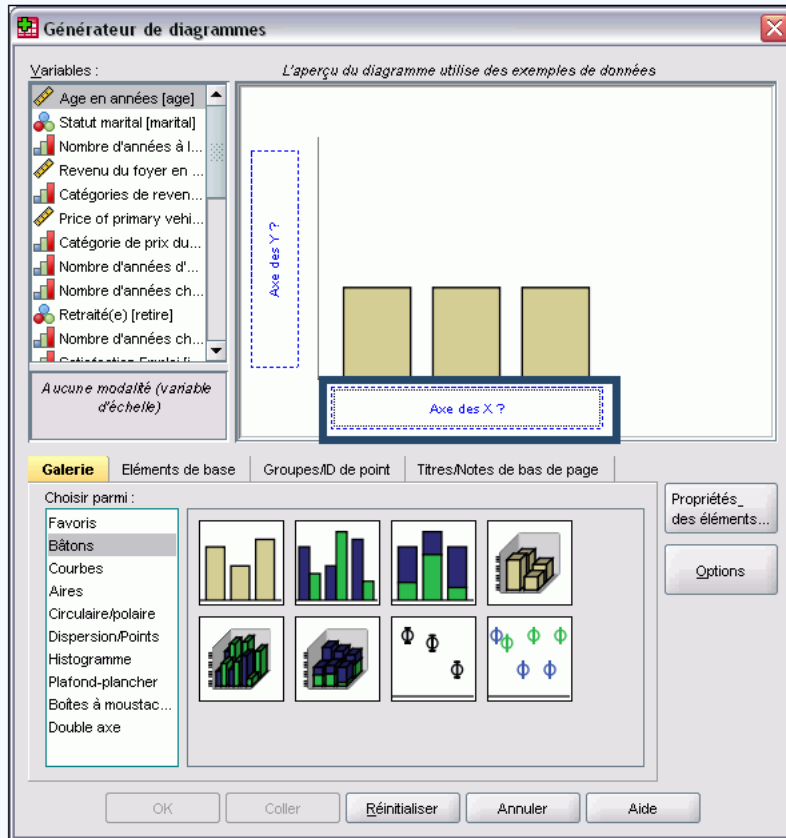 Générateur de diagrammes
Variables :
L'aperçu du diagramme utilise des exemples de données
Age en années [age]
Statut marital [marital]
Nombre d'années à l...
Revenu du foyer en ...
Catégories de reven...
Price of primary vehi...
Catégorie de prix du...
Nombre d'années d'...
Nombre d'années ch...
Retraité(e) [retire]
Nombre d'années ch...
Aucune modalité (variable
d'échelle)
Axe des Y ?
Axe des X ?
Galerie
Eléments de base
Groupes/ID de point
Titres/Notes de bas de page
Choisir parmi :
Favoris
Bâtons
Courbes
Aires
Circulaire/polaire
Dispersion/Points
Histogramme
Plafond-plancher
Boîtes à moustac...
Double axe
Propriétés_
des éléments...
Options
OK
Coller
Réinitialiser
Annuler
Aide